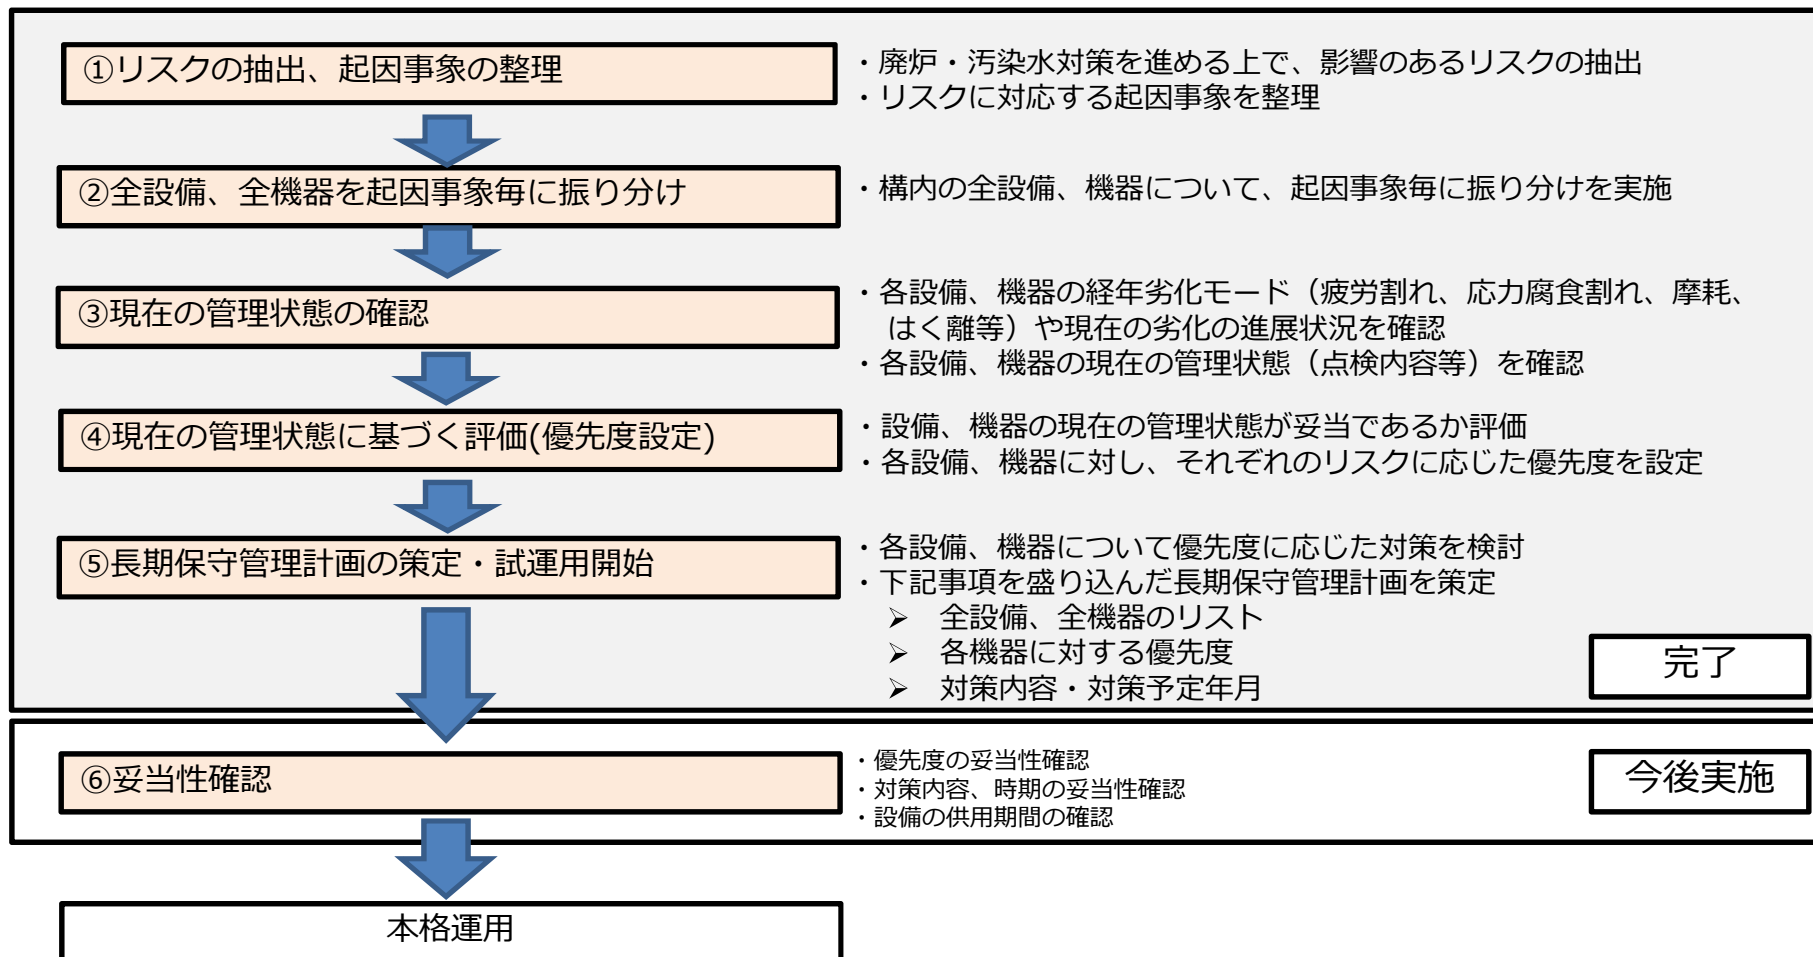 ①リスクの抽出、起因事象の整理
・廃炉・汚染水対策を進める上で、影響のあるリスクの抽出
・リスクに対応する起因事象を整理
②全設備、全機器を起因事象毎に振り分け
・構内の全設備、機器について、起因事象毎に振り分けを実施
③現在の管理状態の確認
・各設備、機器の経年劣化モード（疲労割れ、応力腐食割れ、摩耗、
はく離等）や現在の劣化の進展状況を確認
・各設備、機器の現在の管理状態（点検内容等）を確認
④現在の管理状態に基づく評価(優先度設定)
・設備、機器の現在の管理状態が妥当であるか評価
・各設備、機器に対し、それぞれのリスクに応じた優先度を設定
⑤長期保守管理計画の策定・試運用開始
・各設備、機器について優先度に応じた対策を検討
・下記事項を盛り込んだ長期保守管理計画を策定
➢ 全設備、全機器のリスト
➢ 各機器に対する優先度
➢ 対策内容・対策予定年月
完了
⑥妥当性確認
・優先度の妥当性確認
・対策内容、時期の妥当性確認
・設備の供用期間の確認
今後実施
本格運用